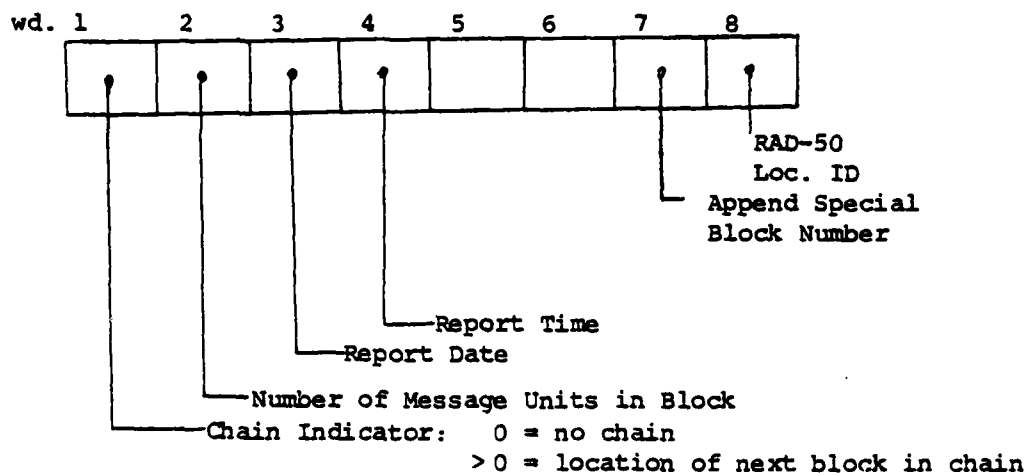 wd. 1 2 3 4 5 6 7 8
RAD-50
Loc. ID
Append Special
Block Number
Report Time
Report Date
Number of Message Units in Block
Chain Indicator: 0 = no chain
> 0 = location of next block in chain